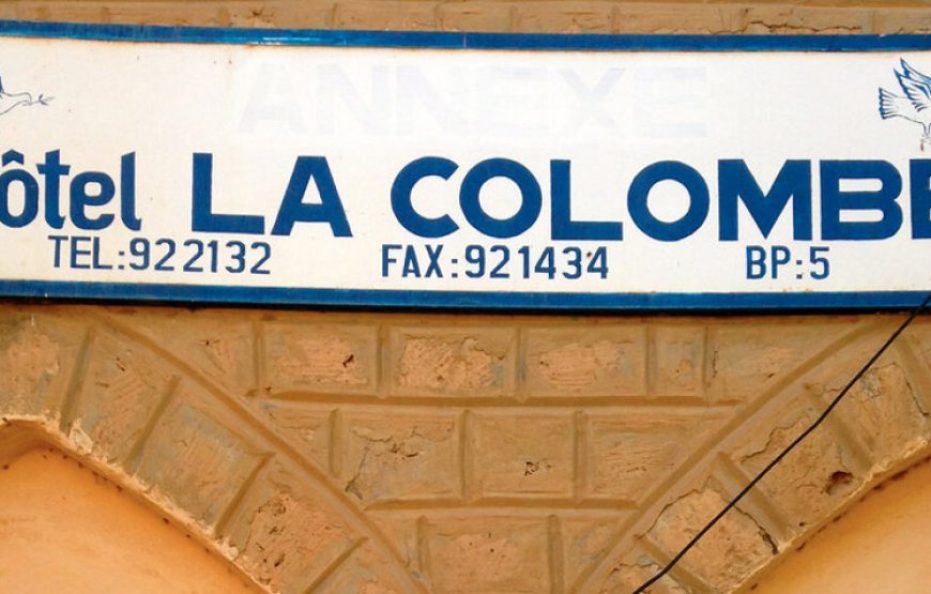 ANNEXE
ôtel LA COLOMBE
TEL:922132 FAX:921434 BP:5